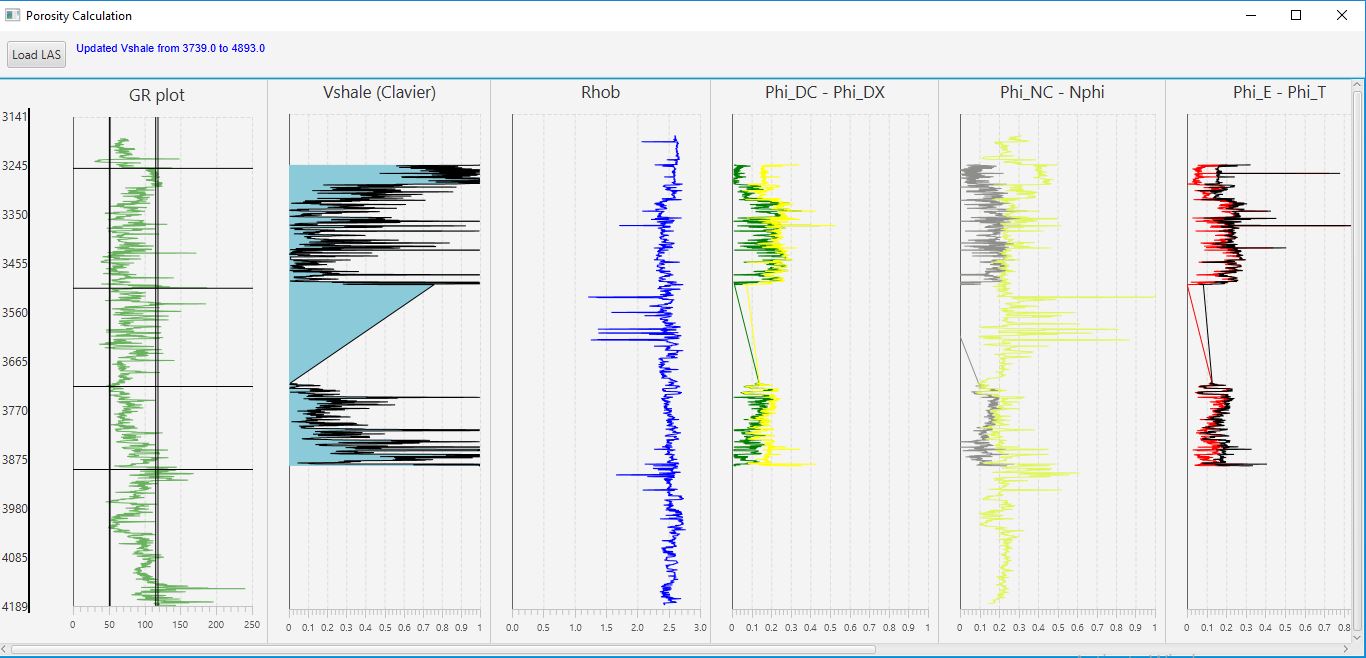 Porosity Calculation
Load LAS
Updated Vshale from 3739.0 to 4893.0
GR plot
Vshale (Clavier)
Rhob
Phi_DC - Phi_DX
Phi_NC - Nphi
Phi_E - Phi_T
3141
3245
3350
3455
3560
3665
3770
3875
3980
4085
4189
0 50 100 150 200 250
0 0.1 0.2 0.3 0.4 0.5 0.6 0.7 0.8 0.9 1
0.0 0.5 1.0 1.5 2.0 2.5 3.0
0 0.1 0.2 0.3 0.4 0.5 0.6 0.7 0.8 0.9 1
0 0.1 0.2 0.3 0.4 0.5 0.6 0.7 0.8 0.9 1
0 0.1 0.2 0.3 0.4 0.5 0.6 0.7 0.8